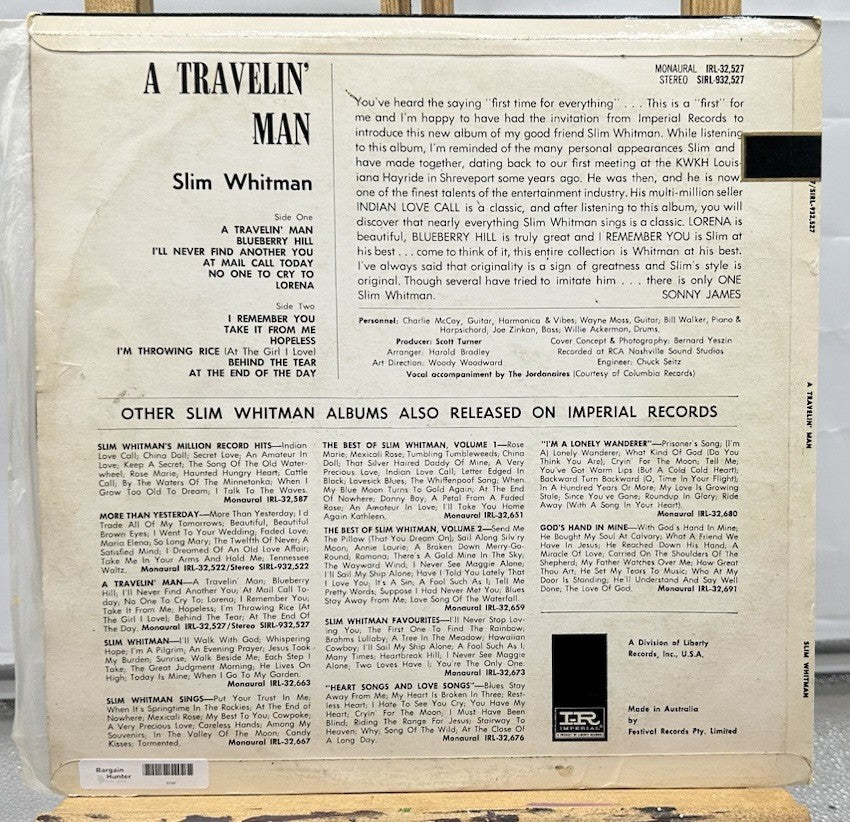 A TRAVELIN'
MAN
Slim Whitman
Side One
A TRAVELIN' MAN
BLUEBERRY HILL
I'LL NEVER FIND ANOTHER YOU
AT MAIL CALL TODAY
NO ONE TO CRY TO
LORENA
Side Two
I REMEMBER YOU
TAKE IT FROM ME
HOPELESS
I'M THROWING RICE (At The Girl I Love)
BEHIND THE TEAR
AT THE END OF THE DAY
MONAURAL IRL-32,527
STEREO SIRL-932,527
You've heard the saying "first time for everything" . . . This is a "first" for
me and I'm happy to have had the invitation from Imperial Records to
introduce this new album of my good friend Slim Whitman. While listening
to this album, I'm reminded of the many personal appearances Slim and I
have made together, dating back to our first meeting at the KWKH Louis-
iana Hayride in Shreveport some years ago. He was then, and he is now,
one of the finest talents of the entertainment industry. His multi-million seller
INDIAN LOVE CALL is a classic, and after listening to this album, you will
discover that nearly everything Slim Whitman sings is a classic. LORENA is
beautiful, BLUEBERRY HILL is truly great and I REMEMBER YOU is Slim at
his best . . . come to think of it, this entire collection is Whitman at his best.
I've always said that originality is a sign of greatness and Slim's style is
original. Though several have tried to imitate him . . . there is only ONE
Slim Whitman. SONNY JAMES
Personnel: Charlie McCoy, Guitar, Harmonica & Vibes; Wayne Moss, Guitar; Bill Walker, Piano &
Harpsichord; Joe Zinkan, Bass; Willie Ackerman, Drums.
Producer: Scott Turner
Arranger: Harold Bradley
Art Direction: Woody Woodward
Cover Concept & Photography: Bernard Yeszin
Recorded at RCA Nashville Sound Studios
Engineer: Chuck Seitz
Vocal accompaniment by The Jordanaires (Courtesy of Columbia Records)
OTHER SLIM WHITMAN ALBUMS ALSO RELEASED ON IMPERIAL RECORDS
SLIM WHITMAN'S MILLION RECORD HITS—Indian
Love Call; China Doll; Secret Love; An Amateur In
Love; Keep A Secret; The Song Of The Old Water-
wheel; Rose Marie; Haunted Hungry Heart; Cattle
Call; By The Waters Of The Minnetonka; When I
Grow Too Old To Dream; I Talk To The Waves.
Monaural IRL-32,587
MORE THAN YESTERDAY—More Than Yesterday; I'd
Trade All Of My Tomorrows; Beautiful, Beautiful
Brown Eyes; I Went To Your Wedding; Faded Love;
Maria Elena; So Long Mary; The Twelfth Of Never; A
Satisfied Mind; I Dreamed Of An Old Love Affair;
Take Me In Your Arms And Hold Me; Tennessee
Waltz. Monaural IRL-32,522/Stereo SIRL-932,522
A TRAVELIN' MAN—A Travelin' Man; Blueberry
Hill; I'll Never Find Another You; At Mail Call To-
day; No One To Cry To; Lorena; I Remember You;
Take It From Me; Hopeless; I'm Throwing Rice (At
The Girl I Love); Behind The Tear; At The End Of
The Day. Monaural IRL-32,527/Stereo SIRL-932,527
SLIM WHITMAN—I'll Walk With God; Whispering
Hope; I'm A Pilgrim; An Evening Prayer; Jesus Took
My Burden; Sunrise; Walk Beside Me; Each Step I
Take; The Great Judgment Morning; He Lives On
High; Today Is Mine; When I Go To My Garden.
Monaural IRL-32,663
SLIM WHITMAN SINGS—Put Your Trust In Me;
When It's Springtime In The Rockies; At The End of
Nowhere; Mexicali Rose; My Best To You; Cowpoke;
A Very Precious Love; Careless Hands; Among My
Souvenirs; In The Valley Of The Moon; Candy
Kisses; Tormented. Monaural IRL-32,667
THE BEST OF SLIM WHITMAN, VOLUME 1—Rose
Marie; Mexicali Rose; Tumbling Tumbleweeds; China
Doll; That Silver Haired Daddy Of Mine; A Very
Precious Love; Indian Love Call; Letter Edged In
Black; Lovesick Blues; The Whiffenpoof Song; When
My Blue Moon Turns To Gold Again; At The End
Of Nowhere; Danny Boy; A Petal From A Faded
Rose; An Amateur In Love; I'll Take You Home
Again Kathleen. Monaural IRL-32,651
THE BEST OF SLIM WHITMAN, VOLUME 2—Send Me
The Pillow (That You Dream On); Sail Along Silv'ry
Moon; Annie Laurie; A Broken Down Merry-Go-
Round; Ramona; There's A Gold Mine In The Sky;
The Wayward Wind; I Never See Maggie Alone;
I'll Sail My Ship Alone; Have I Told You Lately That
I Love You; It's A Sin; A Fool Such As I; Tell Me
Pretty Words; Suppose I Had Never Met You; Blues
Stay Away From Me; Love Song Of The Waterfall.
Monaural IRL-32,659
SLIM WHITMAN FAVOURITES—I'll Never Stop Lov-
ing You; The First One To Find The Rainbow;
Brahms Lullaby; A Tree In The Meadow; Hawaiian
Cowboy; I'll Sail My Ship Alone; A Fool Such As I;
Many Times; Heartbreak Hill; I Never See Maggie
Alone; Two Loves Have I; You're The Only One.
Monaural IRL-32,673
"HEART SONGS AND LOVE SONGS"—Blues Stay
Away From Me; My Heart Is Broken In Three; Rest-
less Heart; I Hate To See You Cry; You Have My
Heart; Cryin' For The Moon; I Must Have Been
Blind; Riding The Range For Jesus; Stairway To
Heaven; Why; Song Of The Wild; At The Close Of
A Long Day. Monaural IRL-32,676
"I'M A LONELY WANDERER"—Prisoner's Song; (I'm
A) Lonely Wanderer; What Kind Of God (Do You
Think You Are); Cryin' For The Moon; Tell Me;
You've Got Warm Lips (But A Cold Cold Heart);
Backward Turn Backward (O, Time In Your Flight);
In A Hundred Years Or More; My Love Is Growing
Stale; Since You've Gone; Roundup In Glory; Ride
Away (With A Song In Your Heart).
Monaural IRL-32,680
GOD'S HAND IN MINE—With God's Hand In Mine;
He Bought My Soul At Calvary; What A Friend We
Have In Jesus; He Reached Down His Hand; A
Miracle Of Love; Carried On The Shoulders Of The
Shepherd; My Father Watches Over Me; How Great
Thou Art; He Set My Tears To Music; Who At My
Door Is Standing; He'll Understand And Say Well
Done; The Love Of God. Monaural IRL-32,691
IR
IMPERIAL
A Division of Liberty
Records, Inc., U.S.A.
Made in Australia
by
Festival Records Pty. Limited
7/SIRL-932,527
A TRAVELIN' MAN
SLIM WHITMAN
Bargain
Hunter